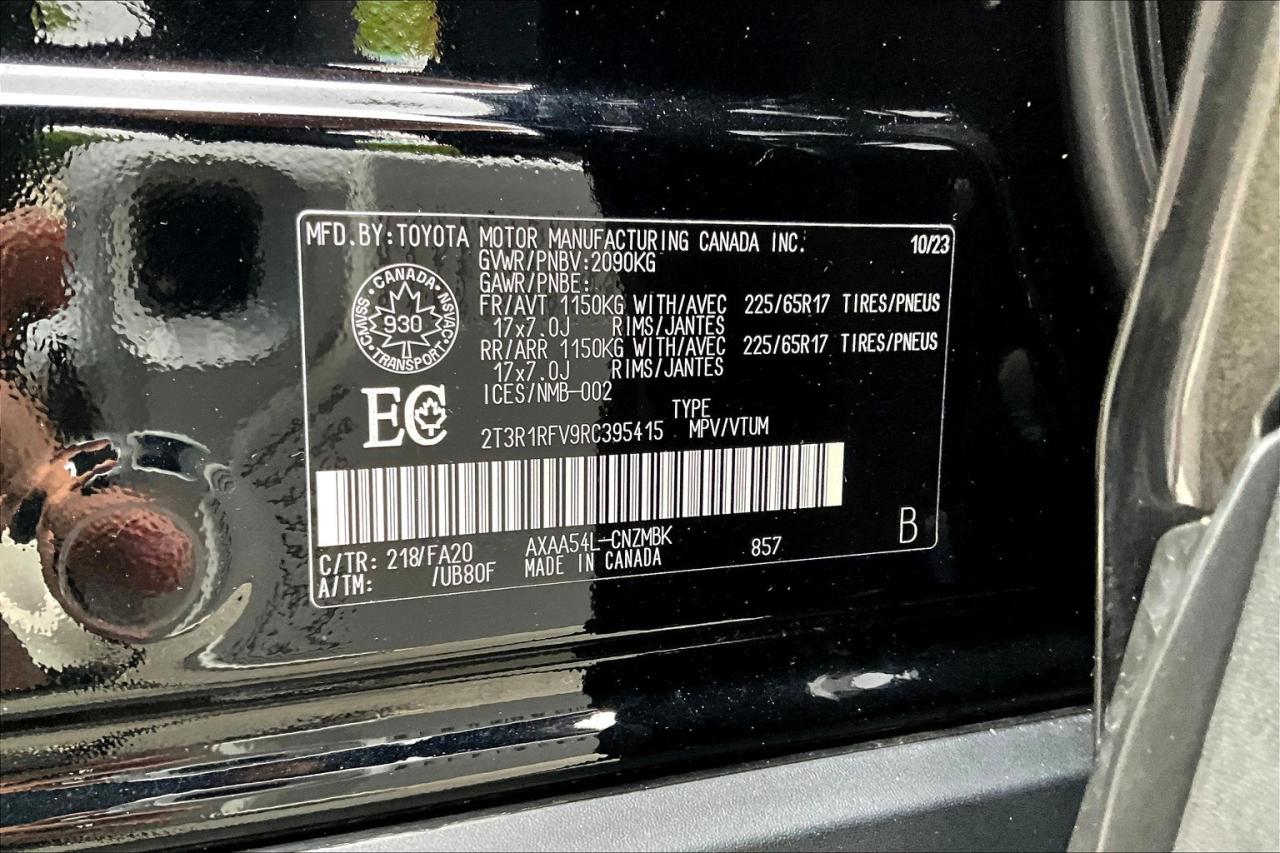 MFD.BY:TOYOTA MOTOR MANUFACTURING CANADA INC. 10/23
GVWR/PNBV:2090KG
GAWR/PNBE:
FR/AVT 1150KG WITH/AVEC 225/65R17 TIRES/PNEUS
17x7.0J RIMS/JANTES
RR/ARR 1150KG WITH/AVEC 225/65R17 TIRES/PNEUS
17x7.0J RIMS/JANTES
ICES/NMB-002
CANADA
CMVSS 930 NSVAC
TRANSPORT
EC
TYPE
2T3R1RFV9RC395415 MPV/VTUM
B
C/TR: 218/FA20 AXAA54L-CNZMBK 857
A/TM: /UB80F MADE IN CANADA